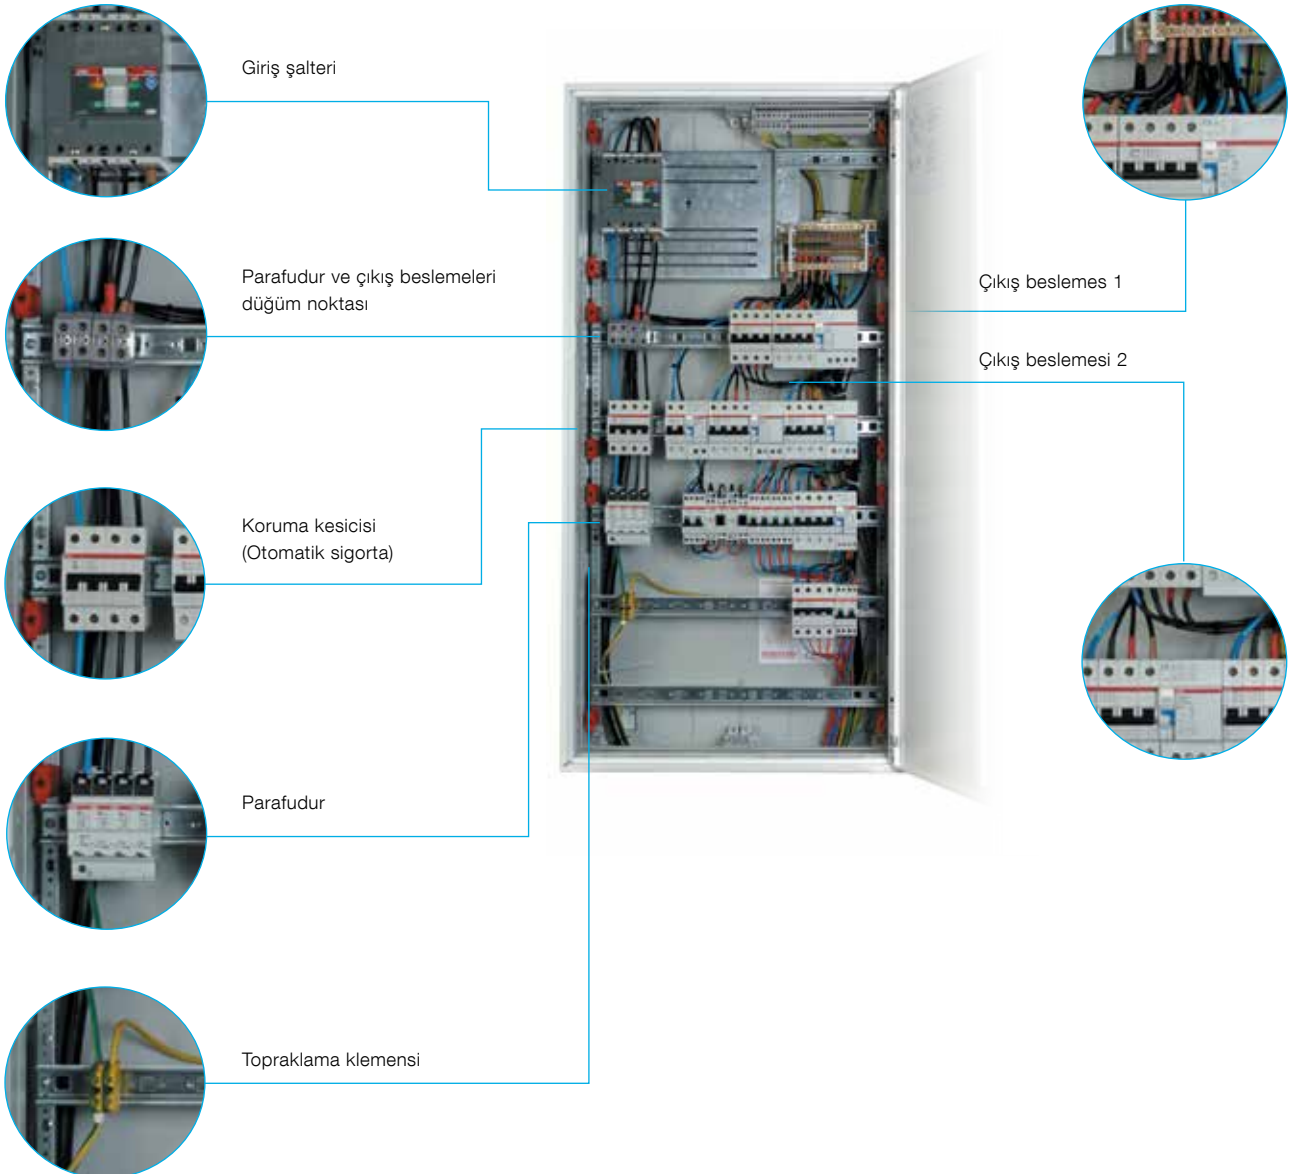 Giriş şalteri
Parafudur ve çıkış beslemeleri
düğüm noktası
Koruma kesicisi
(Otomatik sigorta)
Parafudur
Topraklama klemensi
Çıkış beslemes 1
Çıkış beslemesi 2